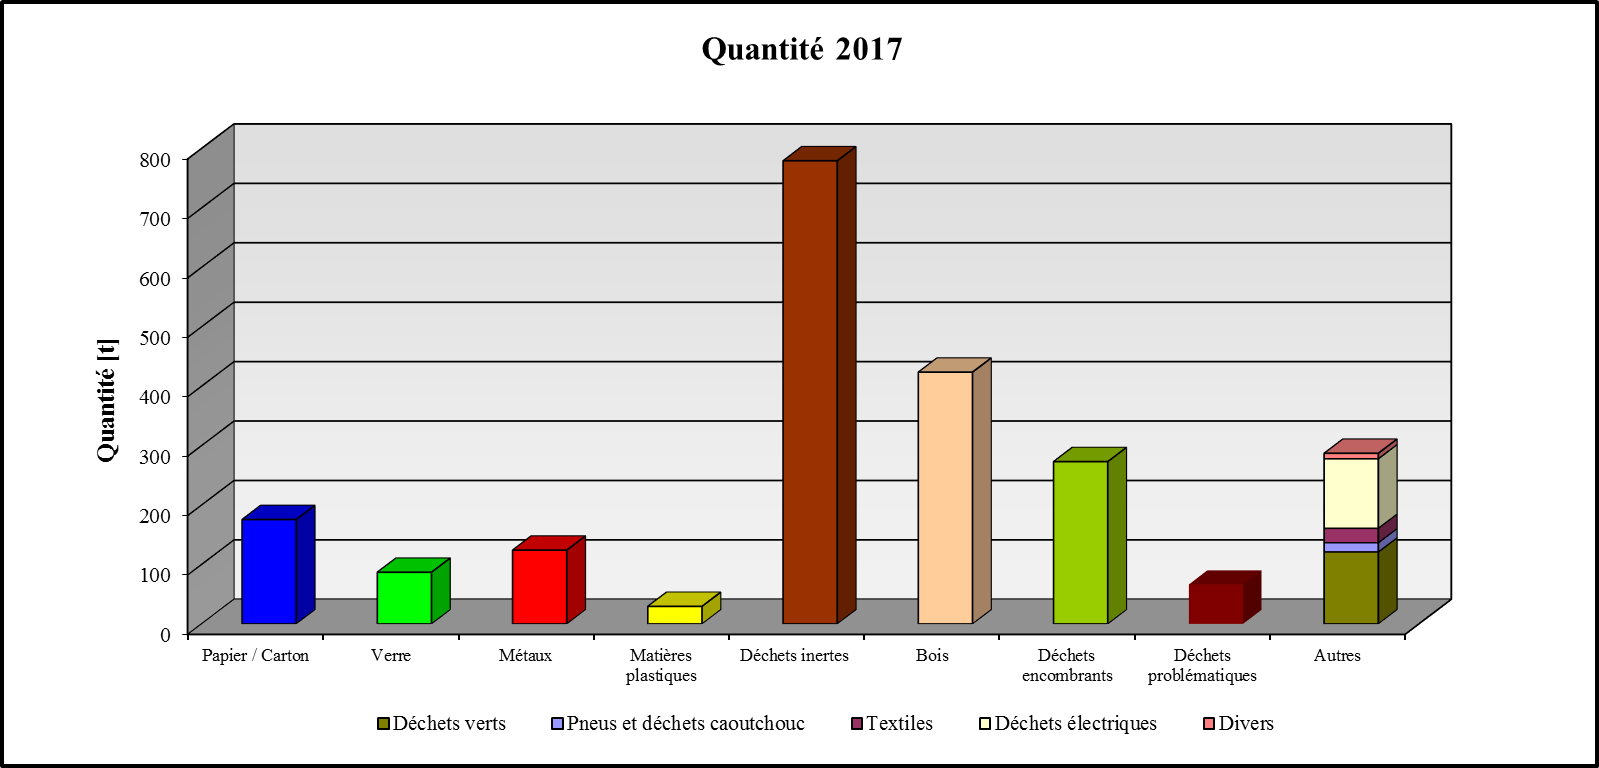 Quantité 2017
Quantité [t]
800
700
600
500
400
300
200
100
0
Papier / Carton
Verre
Métaux
Matières
plastiques
Déchets inertes
Bois
Déchets
encombrants
Déchets
problématiques
Autres
Déchets verts
Pneus et déchets caoutchouc
Textiles
Déchets électriques
Divers